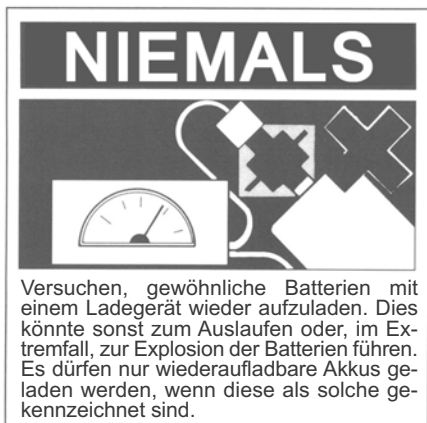 NIEMALS
Versuchen, gewöhnliche Batterien mit
einem Ladegerät wieder aufzuladen. Dies
könnte sonst zum Auslaufen oder, im Ex-
tremfall, zur Explosion der Batterien führen.
Es dürfen nur wiederaufladbare Akkus ge-
laden werden, wenn diese als solche ge-
kennzeichnet sind.